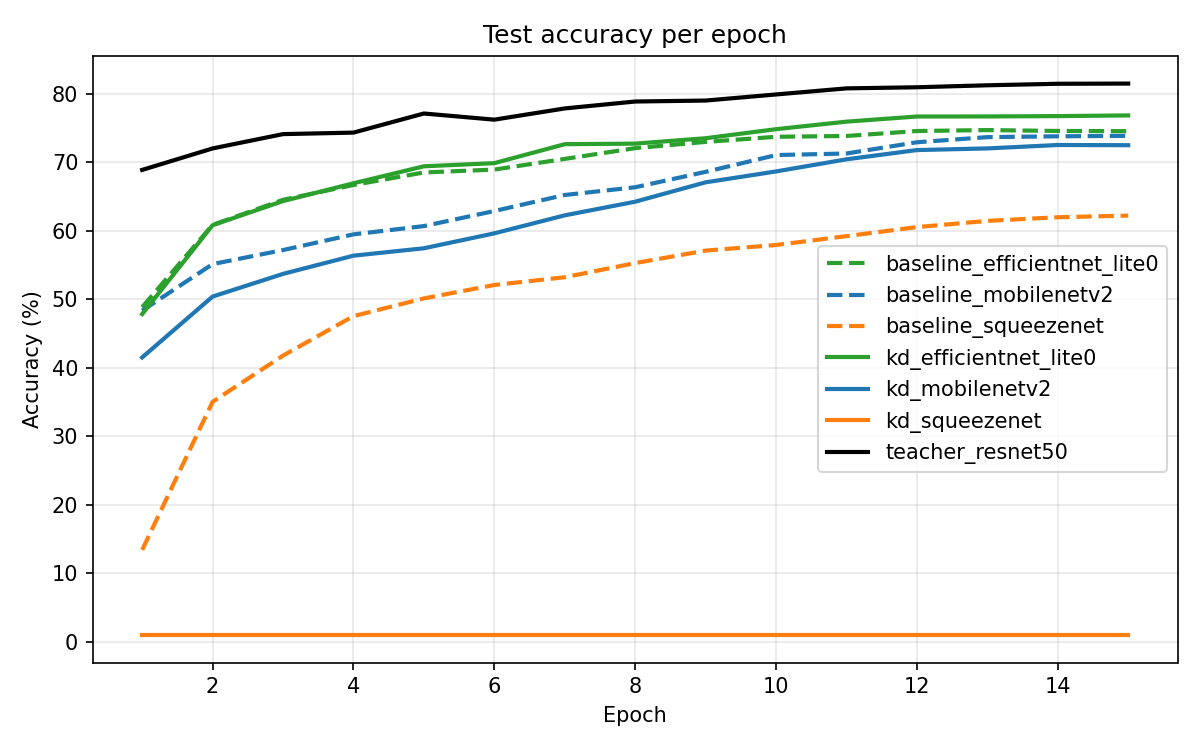 Test accuracy per epoch
Accuracy (%)
80
70
60
50
40
30
20
10
0
baseline_efficientnet_lite0
baseline_mobilenetv2
baseline_squeezenet
kd_efficientnet_lite0
kd_mobilenetv2
kd_squeezenet
teacher_resnet50
2 4 6 8 10 12 14
Epoch